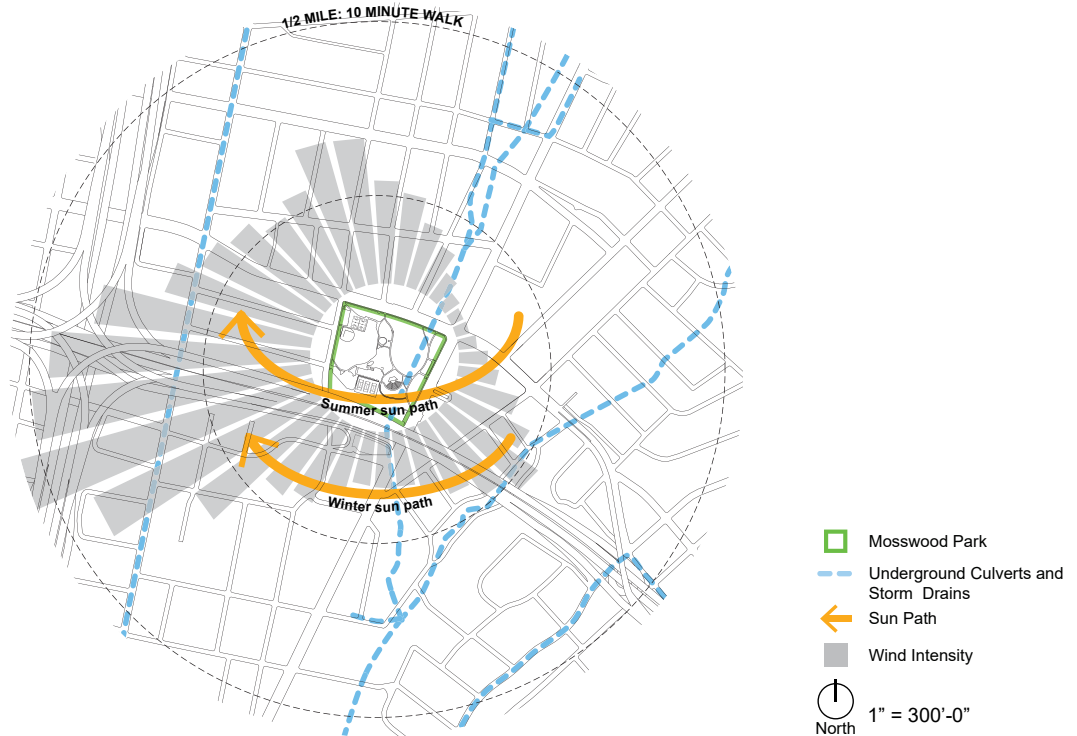 1/2 MILE: 10 MINUTE WALK
Summer sun path
Winter sun path
Mosswood Park
Underground Culverts and
Storm Drains
Sun Path
Wind Intensity
North
1” = 300’-0”